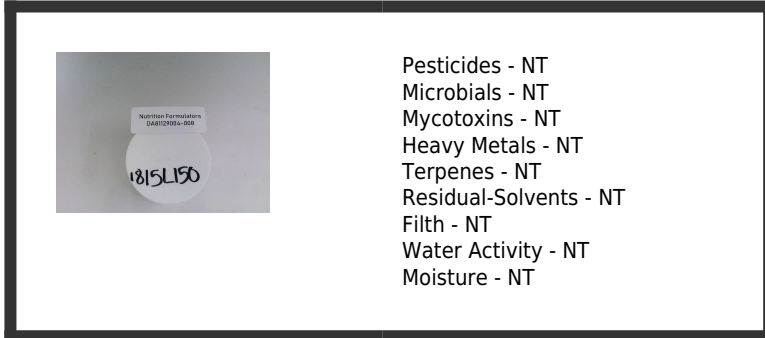 Nutrition Formulators
DA81129004-008
1815L150
Pesticides - NT
Microbials - NT
Mycotoxins - NT
Heavy Metals - NT
Terpenes - NT
Residual-Solvents - NT
Filth - NT
Water Activity - NT
Moisture - NT